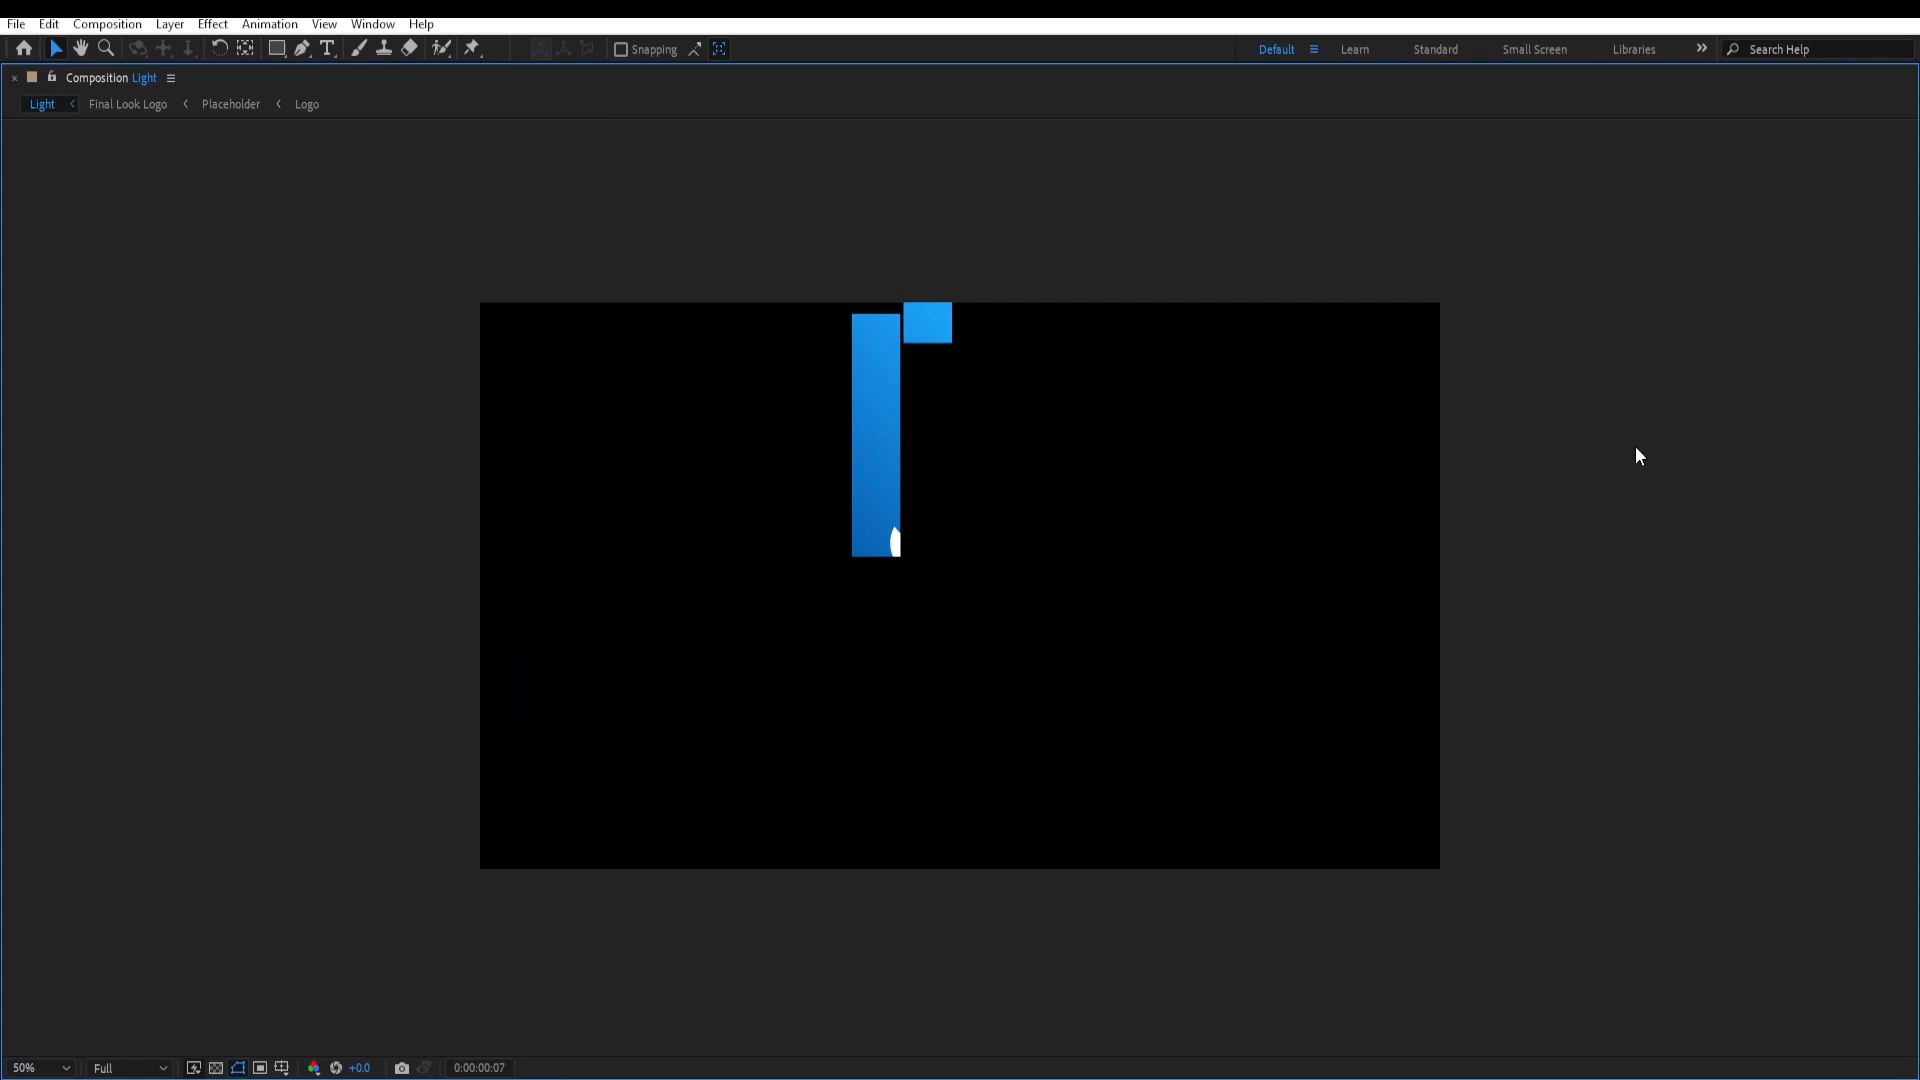 File Edit Composition Layer Effect Animation View Window Help
Snapping Default Learn Standard Small Screen Libraries Search Help
Composition Light
Light Final Look Logo Placeholder Logo
50% Full +0.0 0:00:00:07